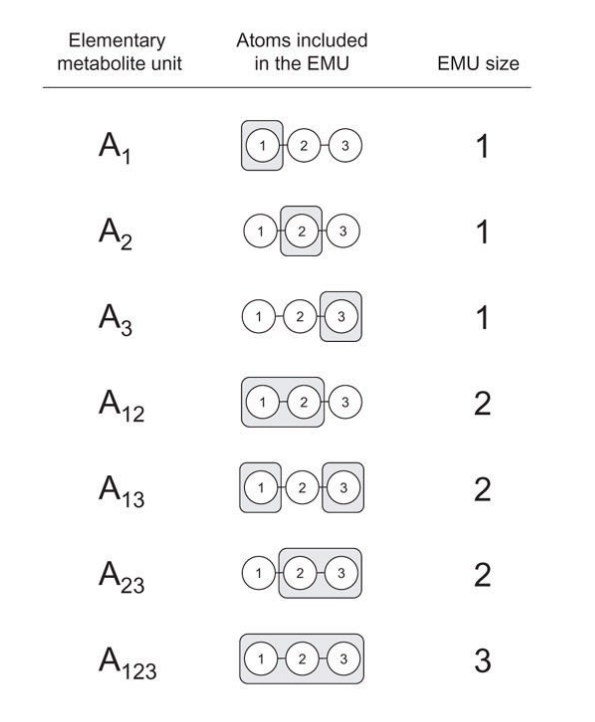 Elementary metabolite unit
Atoms included in the EMU
EMU size
A₁ 1 2 3 1
A₂ 1 2 3 1
A₃ 1 2 3 1
A₁₂ 1 2 3 2
A₁₃ 1 2 3 2
A₂₃ 1 2 3 2
A₁₂₃ 1 2 3 3